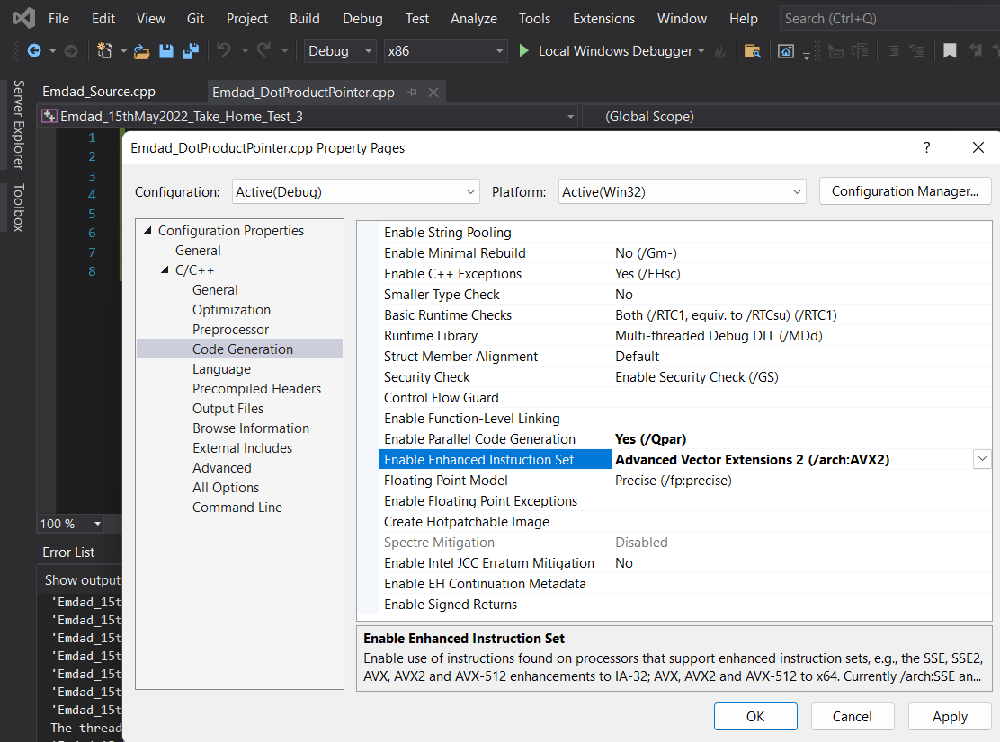 File Edit View Git Project Build Debug Test Analyze Tools Extensions Window Help Search (Ctrl+Q)
Debug x86 Local Windows Debugger
Server Explorer
Toolbox
Emdad_Source.cpp Emdad_DotProductPointer.cpp
Emdad_15thMay2022_Take_Home_Test_3 (Global Scope)
1
2
3
4
5
6
7
8
100 %
Error List
Show output
'Emdad_15t
'Emdad_15t
'Emdad_15t
'Emdad_15t
'Emdad_15t
'Emdad_15t
'Emdad_15t
The thread
Emdad_DotProductPointer.cpp Property Pages ?
Configuration: Active(Debug) Platform: Active(Win32) Configuration Manager...
Configuration Properties
General
C/C++
General
Optimization
Preprocessor
Code Generation
Language
Precompiled Headers
Output Files
Browse Information
External Includes
Advanced
All Options
Command Line
Enable String Pooling
Enable Minimal Rebuild No (/Gm-)
Enable C++ Exceptions Yes (/EHsc)
Smaller Type Check No
Basic Runtime Checks Both (/RTC1, equiv. to /RTCsu) (/RTC1)
Runtime Library Multi-threaded Debug DLL (/MDd)
Struct Member Alignment Default
Security Check Enable Security Check (/GS)
Control Flow Guard
Enable Function-Level Linking
Enable Parallel Code Generation Yes (/Qpar)
Enable Enhanced Instruction Set Advanced Vector Extensions 2 (/arch:AVX2)
Floating Point Model Precise (/fp:precise)
Enable Floating Point Exceptions
Create Hotpatchable Image
Spectre Mitigation Disabled
Enable Intel JCC Erratum Mitigation No
Enable EH Continuation Metadata
Enable Signed Returns
Enable Enhanced Instruction Set
Enable use of instructions found on processors that support enhanced instruction sets, e.g., the SSE, SSE2,
AVX, AVX2 and AVX-512 enhancements to IA-32; AVX, AVX2 and AVX-512 to x64. Currently /arch:SSE an...
OK Cancel Apply